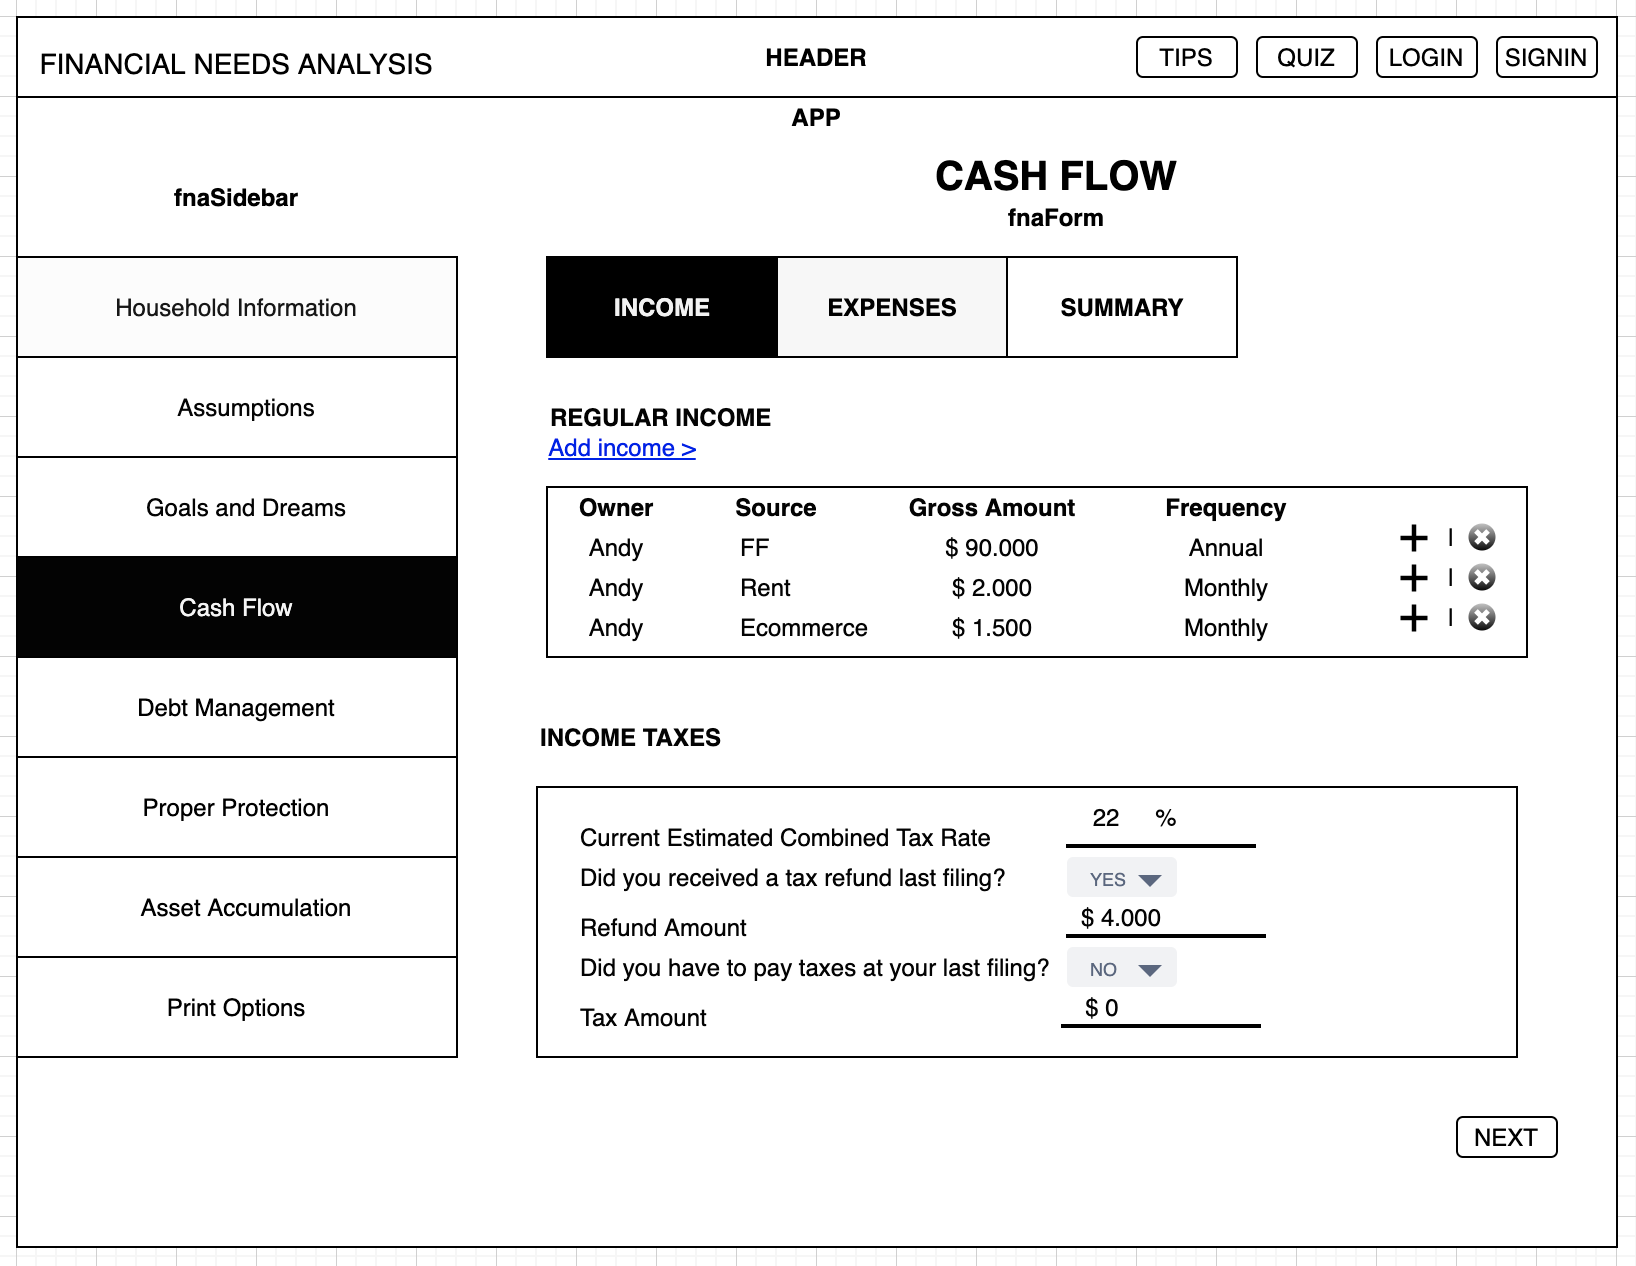 FINANCIAL NEEDS ANALYSIS HEADER TIPS QUIZ LOGIN SIGNIN
APP
CASH FLOW
fnaSidebar
fnaForm
Household Information
Assumptions
Goals and Dreams
Cash Flow
Debt Management
Proper Protection
Asset Accumulation
Print Options
INCOME EXPENSES SUMMARY
REGULAR INCOME
Add income >
Owner Source Gross Amount Frequency
Andy FF $ 90.000 Annual + |
Andy Rent $ 2.000 Monthly + |
Andy Ecommerce $ 1.500 Monthly + |
INCOME TAXES
Current Estimated Combined Tax Rate 22 %
Did you received a tax refund last filing? YES
Refund Amount $ 4.000
Did you have to pay taxes at your last filing? NO
Tax Amount $ 0
NEXT